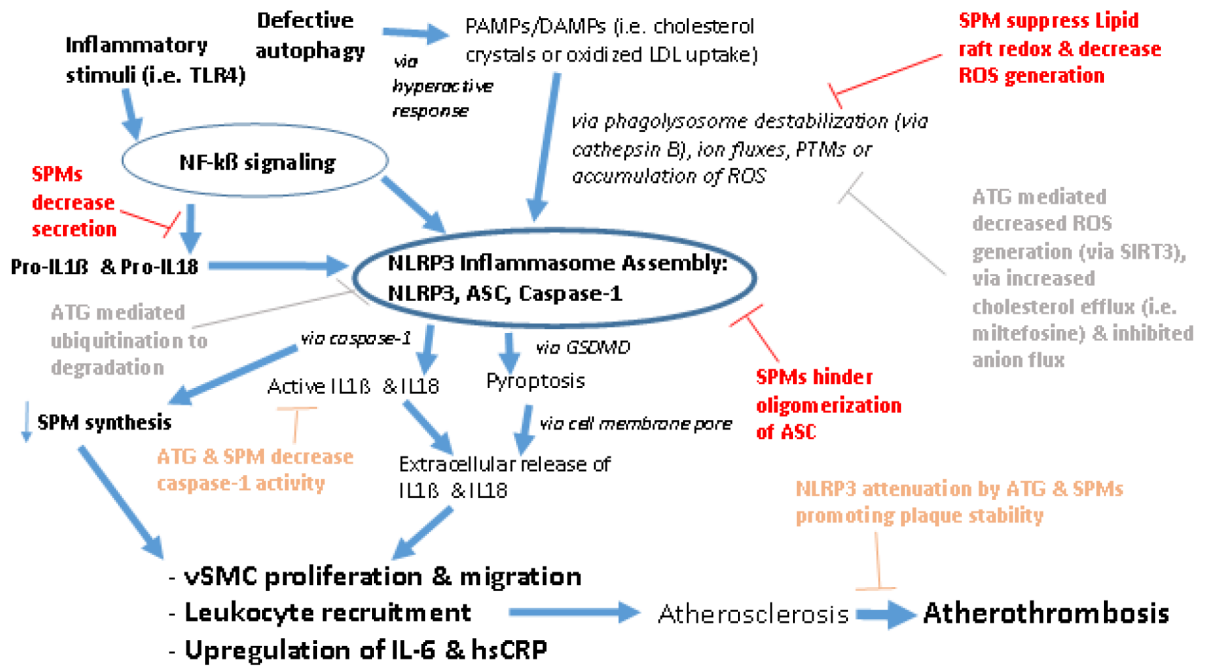 Inflammatory
stimuli (i.e. TLR4)
Defective
autophagy
via
hyperactive
response
PAMPs/DAMPs (i.e. cholesterol
crystals or oxidized LDL uptake)
SPM suppress Lipid
raft redox & decrease
ROS generation
via phagolysosome destabilization (via
cathepsin B), ion fluxes, PTMs or
accumulation of ROS
NF-kß signaling
SPMs
decrease
secretion
ATG mediated
decreased ROS
generation (via SIRT3),
via increased
cholesterol efflux (i.e.
miltefosine) & inhibited
anion flux
Pro-IL1ß & Pro-IL18
NLRP3 Inflammasome Assembly:
NLRP3, ASC, Caspase-1
ATG mediated
ubiquitination to
degradation
via caspase-1
via GSDMD
Active IL1ß & IL18
Pyroptosis
SPMs hinder
oligomerization
of ASC
SPM synthesis
via cell membrane pore
ATG & SPM decrease
caspase-1 activity
Extracellular release of
IL1ß & IL18
NLRP3 attenuation by ATG & SPMs
promoting plaque stability
- vSMC proliferation & migration
- Leukocyte recruitment
- Upregulation of IL-6 & hsCRP
Atherosclerosis
Atherothrombosis